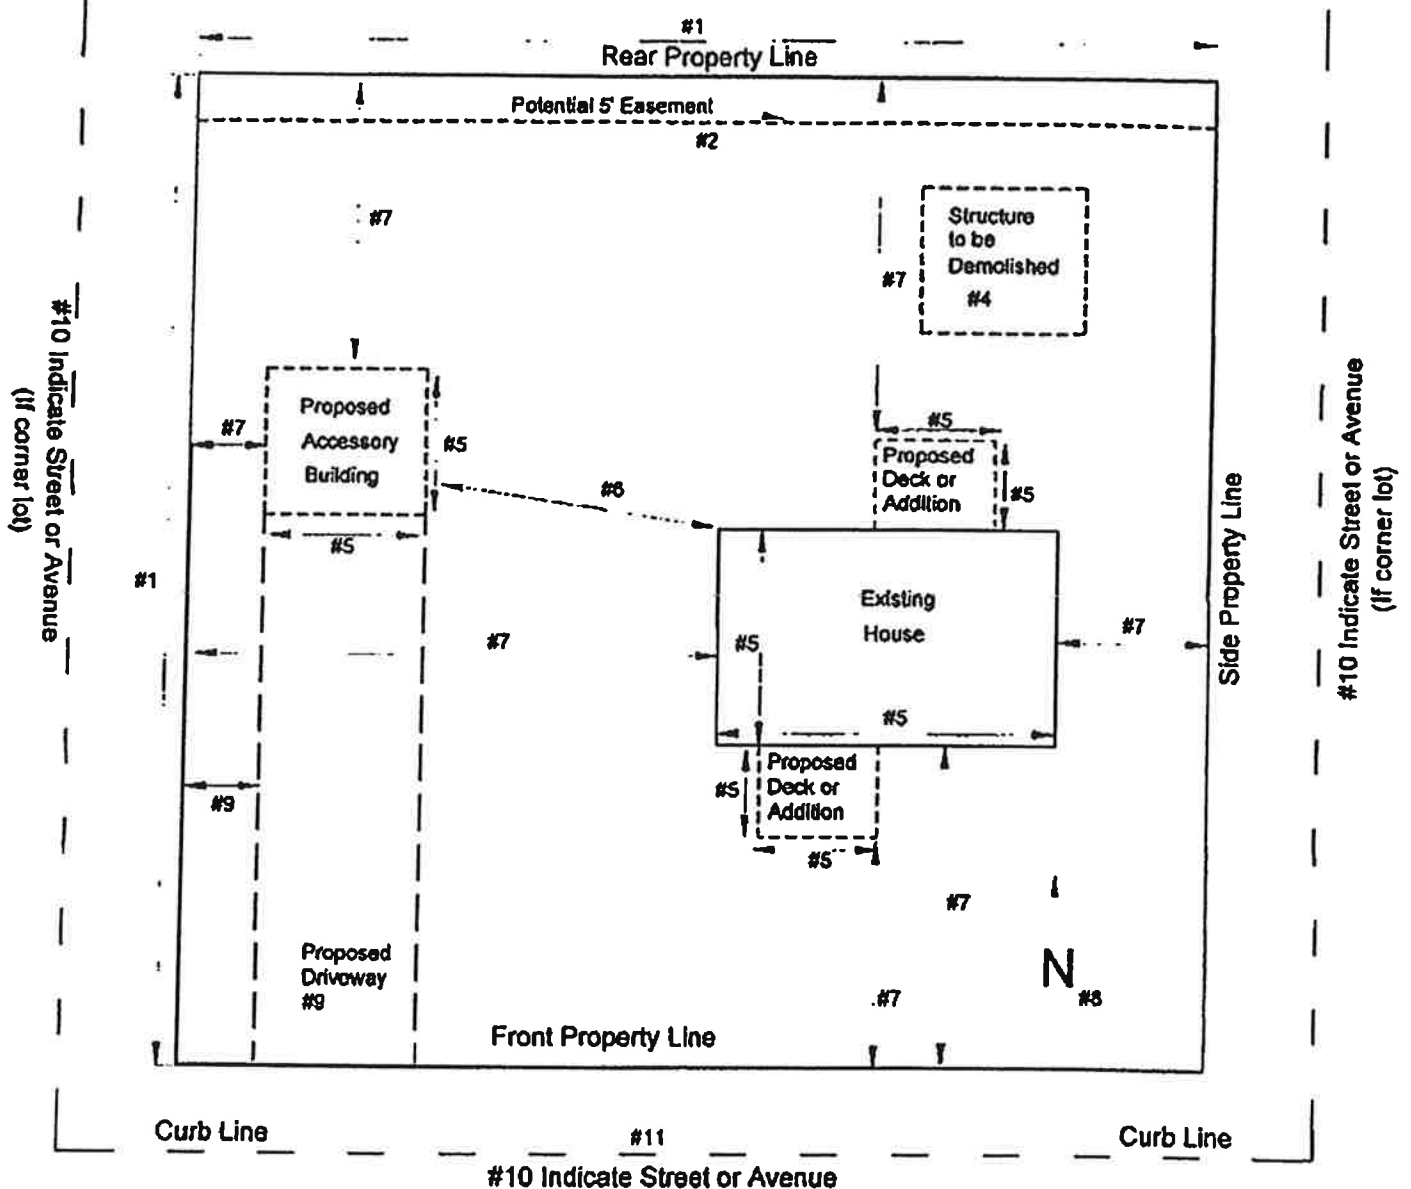 #1
Rear Property Line
Potential 5' Easement
#2
#7
Structure
to be
Demolished
#4
#7
#10 Indicate Street or Avenue
(If corner lot)
#7
Proposed
Accessory
Building
#5
#5
#6
#5
Proposed
Deck or
Addition
#5
Side Property Line
#10 Indicate Street or Avenue
(If corner lot)
#1
Existing
House
#7
#5
#7
#5
#9
#5
Proposed
Deck or
Addition
#5
#7
Proposed
Driveway
#9
#7
N
#8
Front Property Line
Curb Line
#11
Curb Line
#10 Indicate Street or Avenue